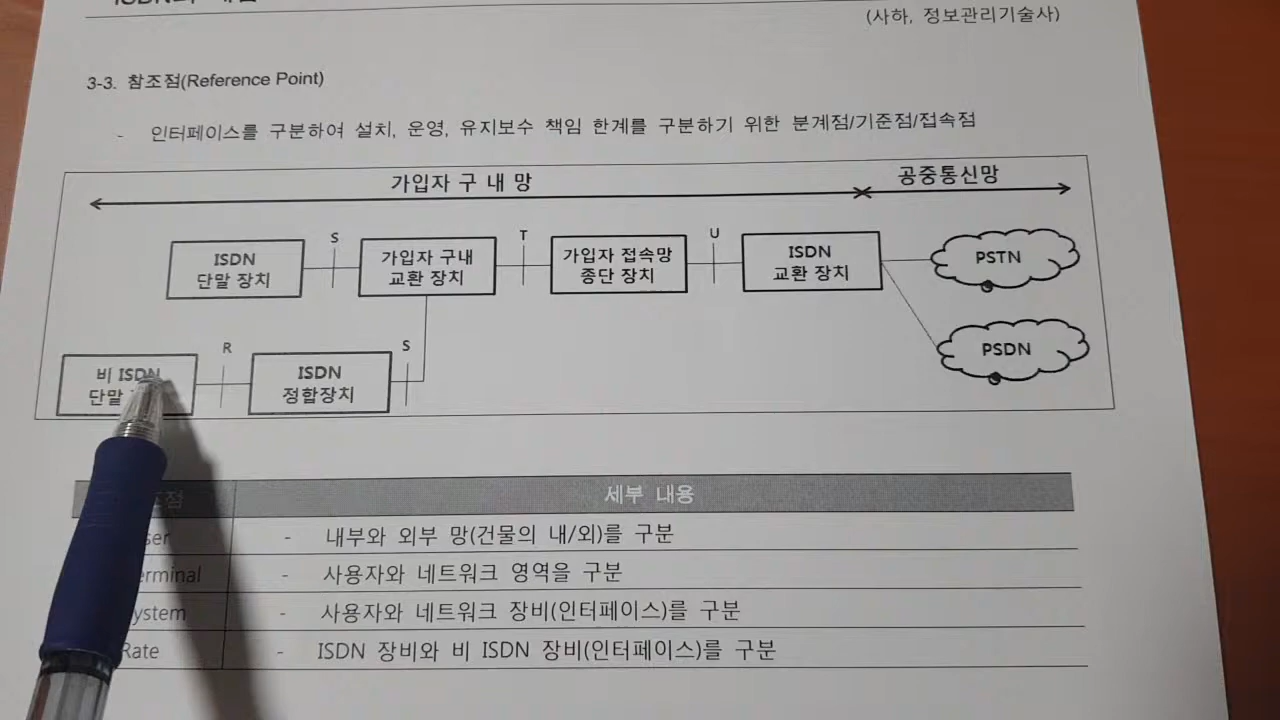 (사하, 정보관리기술사)
3-3. 참조점(Reference Point)
- 인터페이스를 구분하여 설치, 운영, 유지보수 책임 한계를 구분하기 위한 분계점/기준점/접속점
가입자 구 내 망
공중통신망
ISDN
단말 장치
S
가입자 구내
교환 장치
T
가입자 접속망
종단 장치
U
ISDN
교환 장치
PSTN
PSDN
비 ISDN
단말
R
ISDN
정합장치
S
세부 내용
- 내부와 외부 망(건물의 내/외)를 구분
- 사용자와 네트워크 영역을 구분
- 사용자와 네트워크 장비(인터페이스)를 구분
Rate - ISDN 장비와 비 ISDN 장비(인터페이스)를 구분